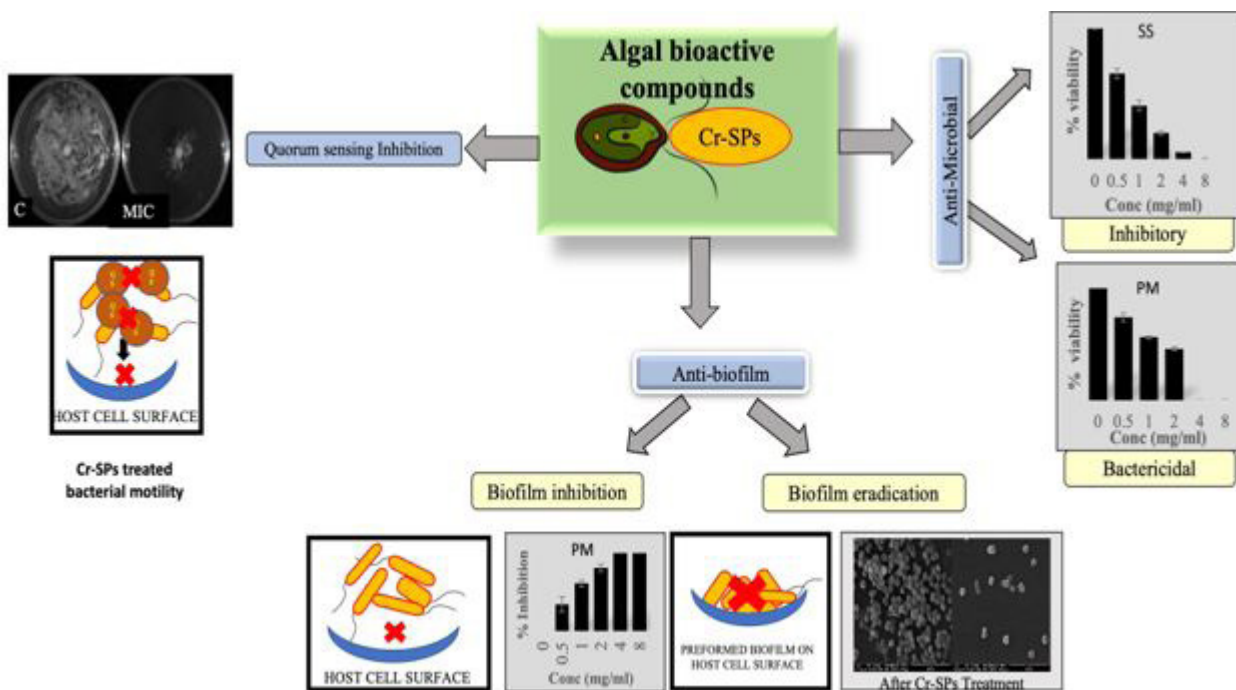 Algal bioactive
compounds
Cr-SPs
Quorum sensing Inhibition
C
MIC
HOST CELL SURFACE
Cr-SPs treated
bacterial motility
Anti-Microbial
SS
% viability
0 0.5 1 2 4 8
Conc (mg/ml)
Inhibitory
PM
% viability
0 0.5 1 2 4 8
Conc (mg/ml)
Bactericidal
Anti-biofilm
Biofilm inhibition
Biofilm eradication
HOST CELL SURFACE
PM
% Inhibition
0 0.5 1 2 4 8
Conc (mg/ml)
PREFORMED BIOFILM ON
HOST CELL SURFACE
After Cr-SPs Treatment